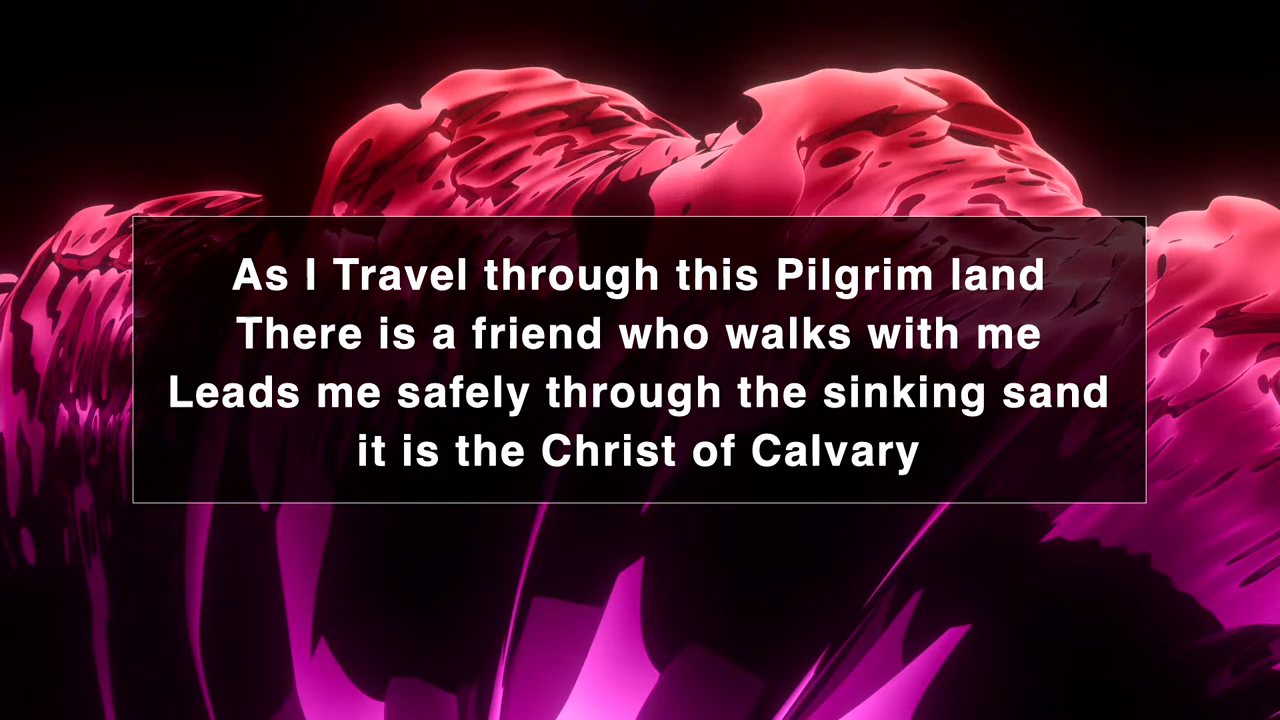 As I Travel through this Pilgrim land
There is a friend who walks with me
Leads me safely through the sinking sand
it is the Christ of Calvary